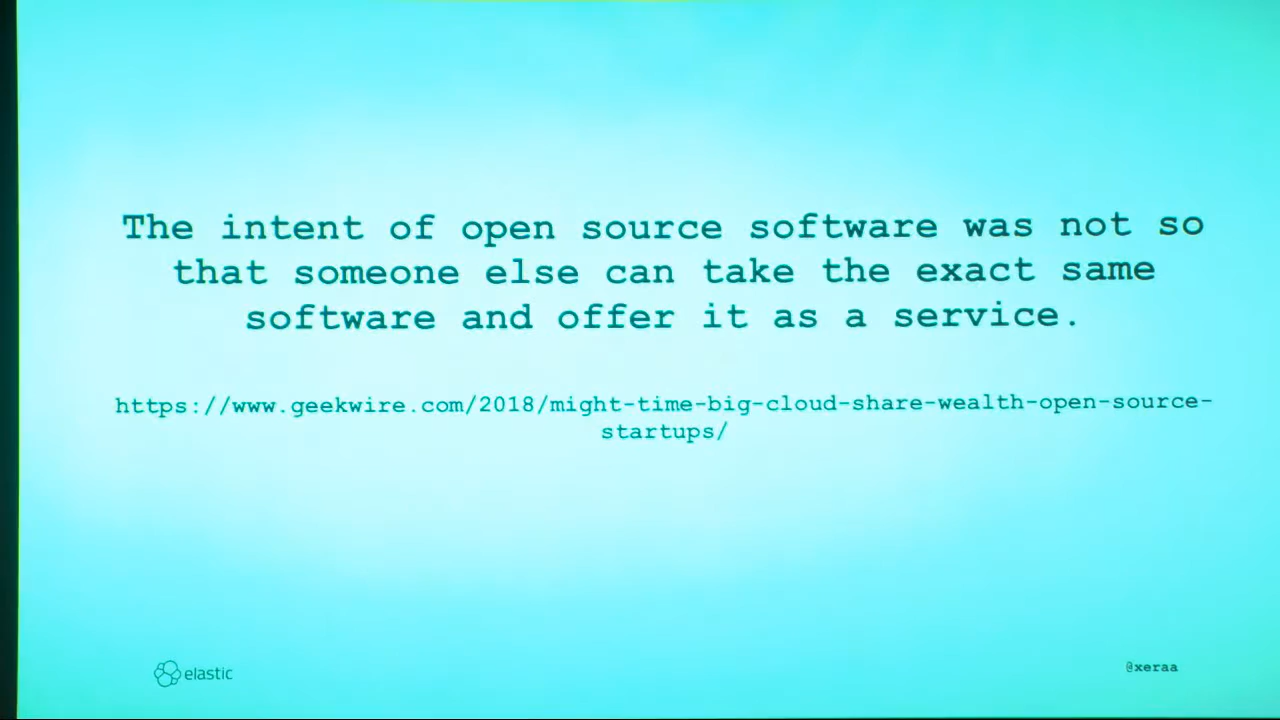 The intent of open source software was not so
that someone else can take the exact same
software and offer it as a service.
https://www.geekwire.com/2018/might-time-big-cloud-share-wealth-open-source-
startups/
elastic
@xeraa